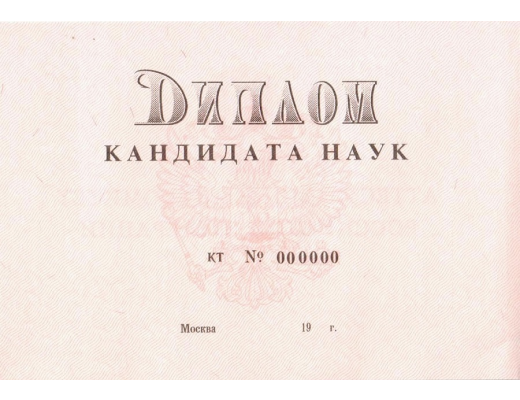 ДИПЛОМ
КАНДИДАТА НАУК
КТ № 000000
Москва 19 г.